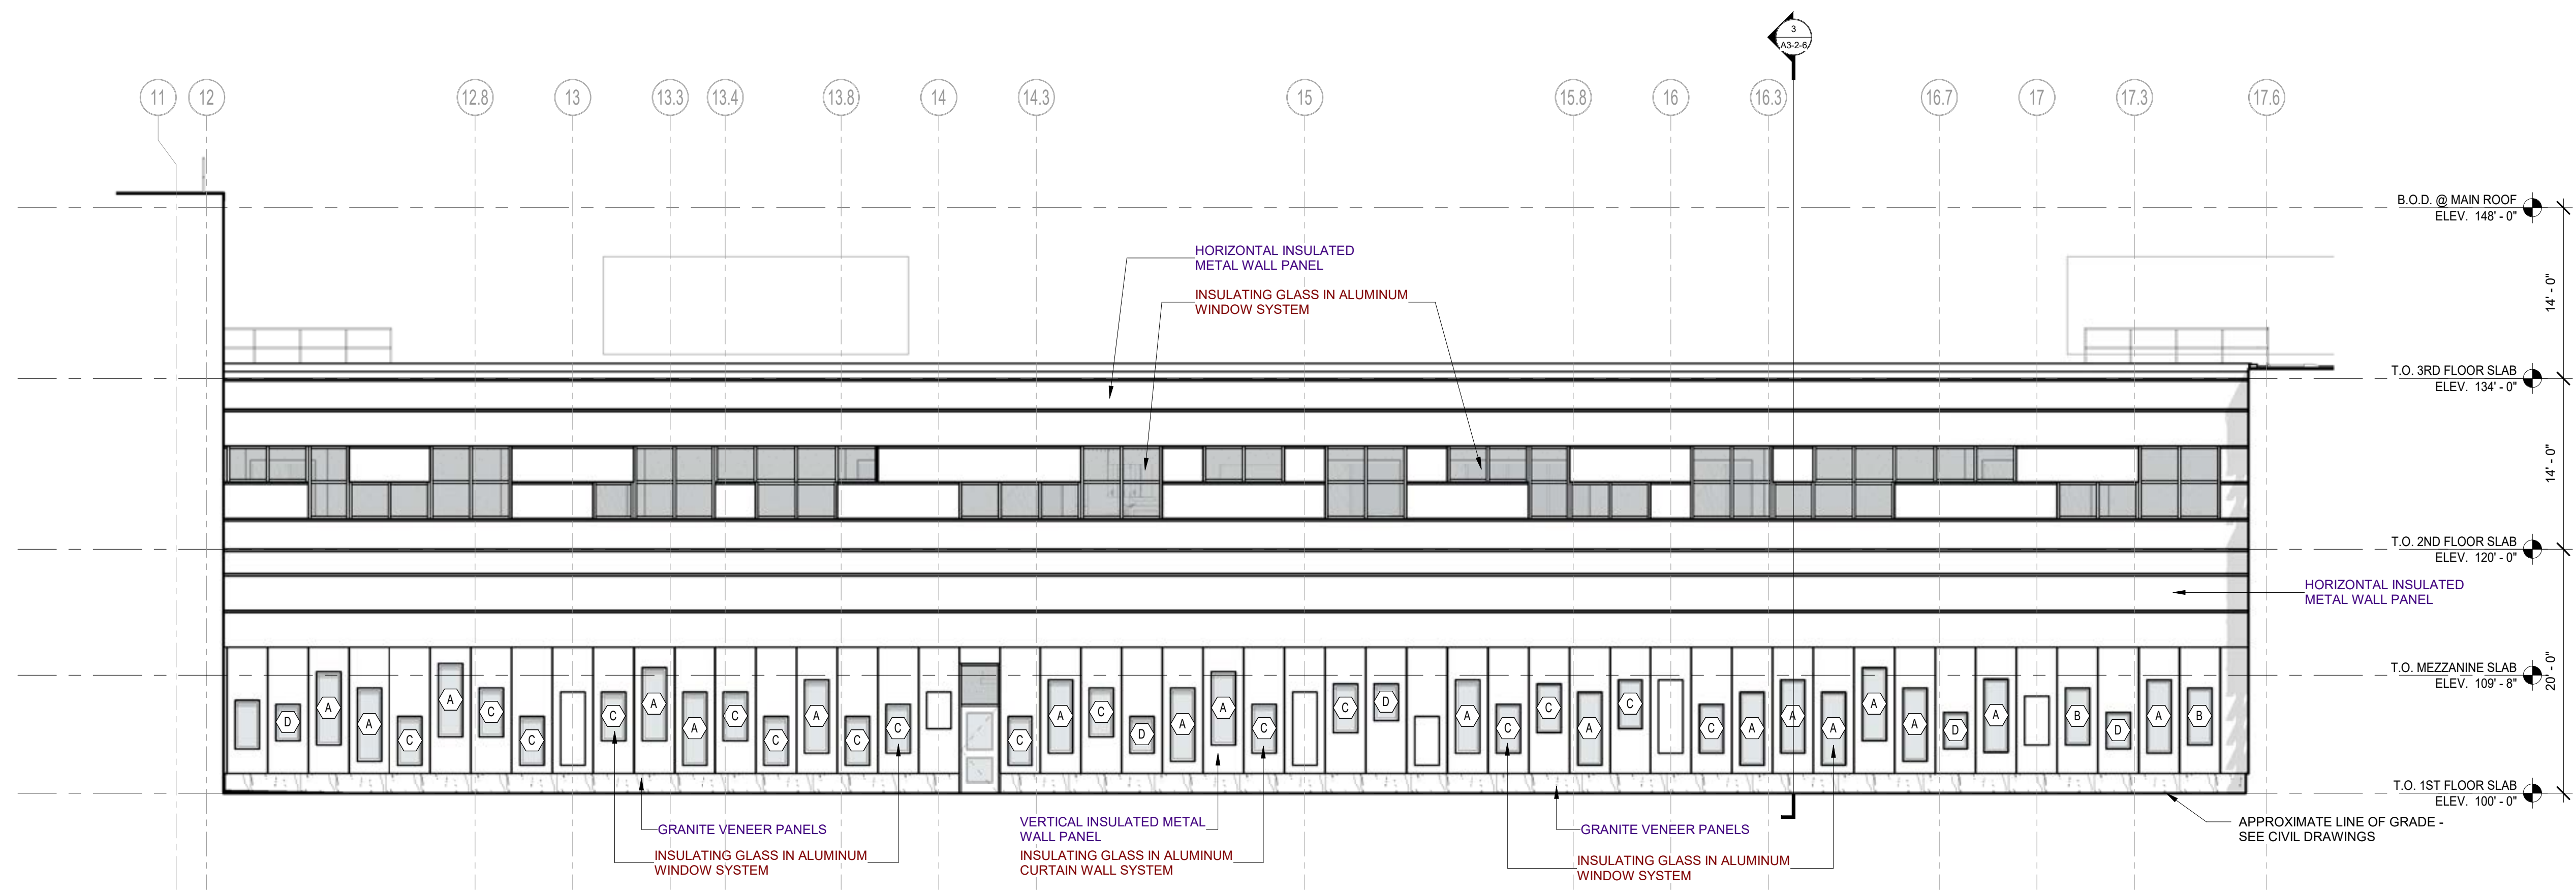 3
A3-2-6
11
12
12.8
13
13.3
13.4
13.8
14
14.3
15
15.8
16
16.3
16.7
17
17.3
17.6
B.O.D. @ MAIN ROOF
ELEV. 148' - 0"
14' - 0"
HORIZONTAL INSULATED
METAL WALL PANEL
INSULATING GLASS IN ALUMINUM
WINDOW SYSTEM
T.O. 3RD FLOOR SLAB
ELEV. 134' - 0"
14' - 0"
T.O. 2ND FLOOR SLAB
ELEV. 120' - 0"
HORIZONTAL INSULATED
METAL WALL PANEL
T.O. MEZZANINE SLAB
ELEV. 109' - 8"
20' - 0"
D
A
A
C
A
C
C
C
A
A
C
C
A
C
C
C
A
C
D
A
A
C
C
D
A
C
C
A
C
C
A
A
A
A
A
D
A
B
D
A
B
T.O. 1ST FLOOR SLAB
ELEV. 100' - 0"
GRANITE VENEER PANELS
INSULATING GLASS IN ALUMINUM
WINDOW SYSTEM
VERTICAL INSULATED METAL
WALL PANEL
INSULATING GLASS IN ALUMINUM
CURTAIN WALL SYSTEM
GRANITE VENEER PANELS
INSULATING GLASS IN ALUMINUM
WINDOW SYSTEM
APPROXIMATE LINE OF GRADE -
SEE CIVIL DRAWINGS